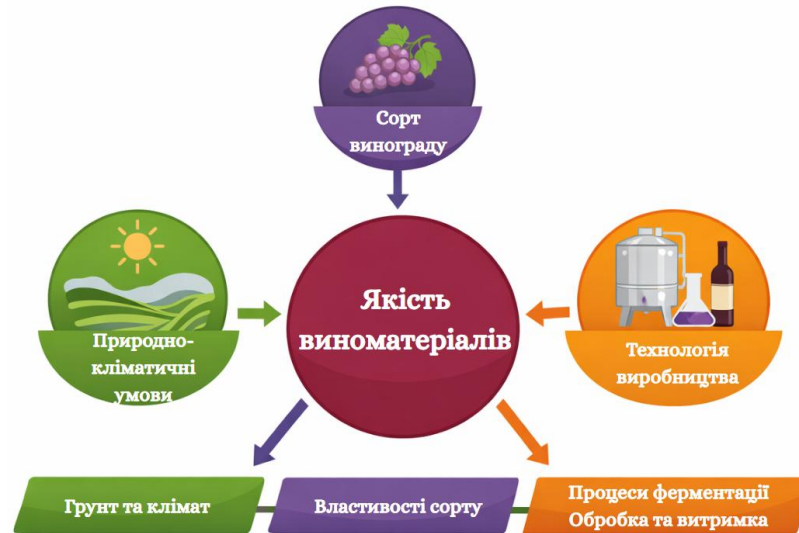 Сорт
винограду
Якість
виноматеріалів
Природно-
кліматичні
умови
Технологія
виробництва
Грунт та клімат
Властивості сорту
Процеси ферментації
Обробка та витримка